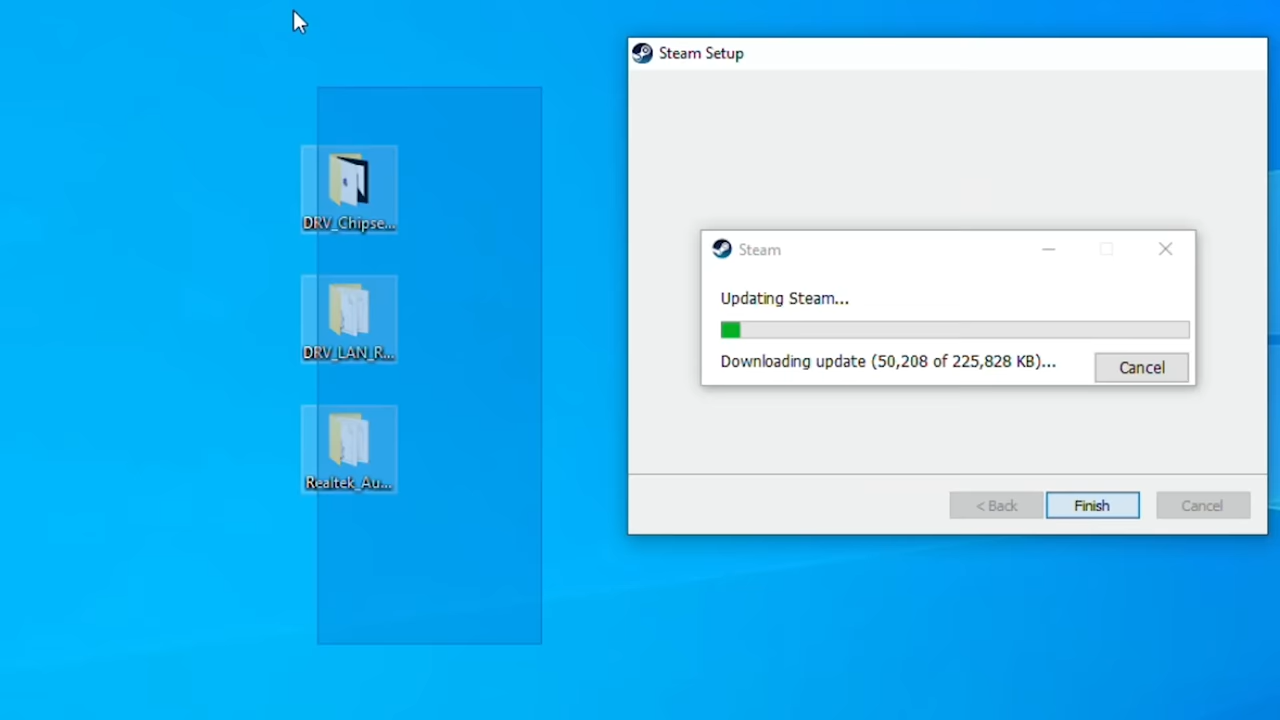 DRV_Chipse...
DRV_LAN_R...
Realtek_Au...
Steam Setup
Steam
Updating Steam...
Downloading update (50,208 of 225,828 KB)...
Cancel
< Back
Finish
Cancel